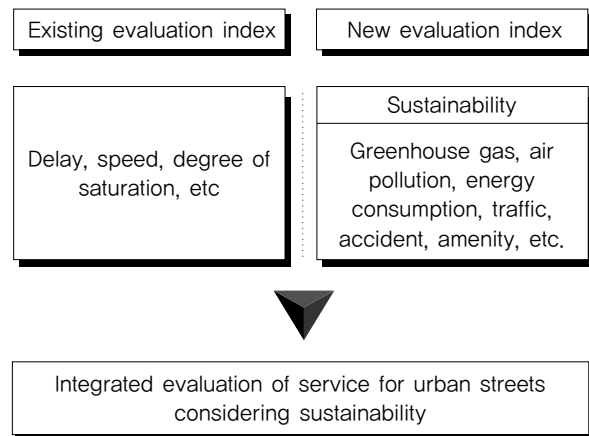 Existing evaluation index
New evaluation index
Delay, speed, degree of
saturation, etc
Sustainability
Greenhouse gas, air
pollution, energy
consumption, traffic,
accident, amenity, etc.
Integrated evaluation of service for urban streets
considering sustainability